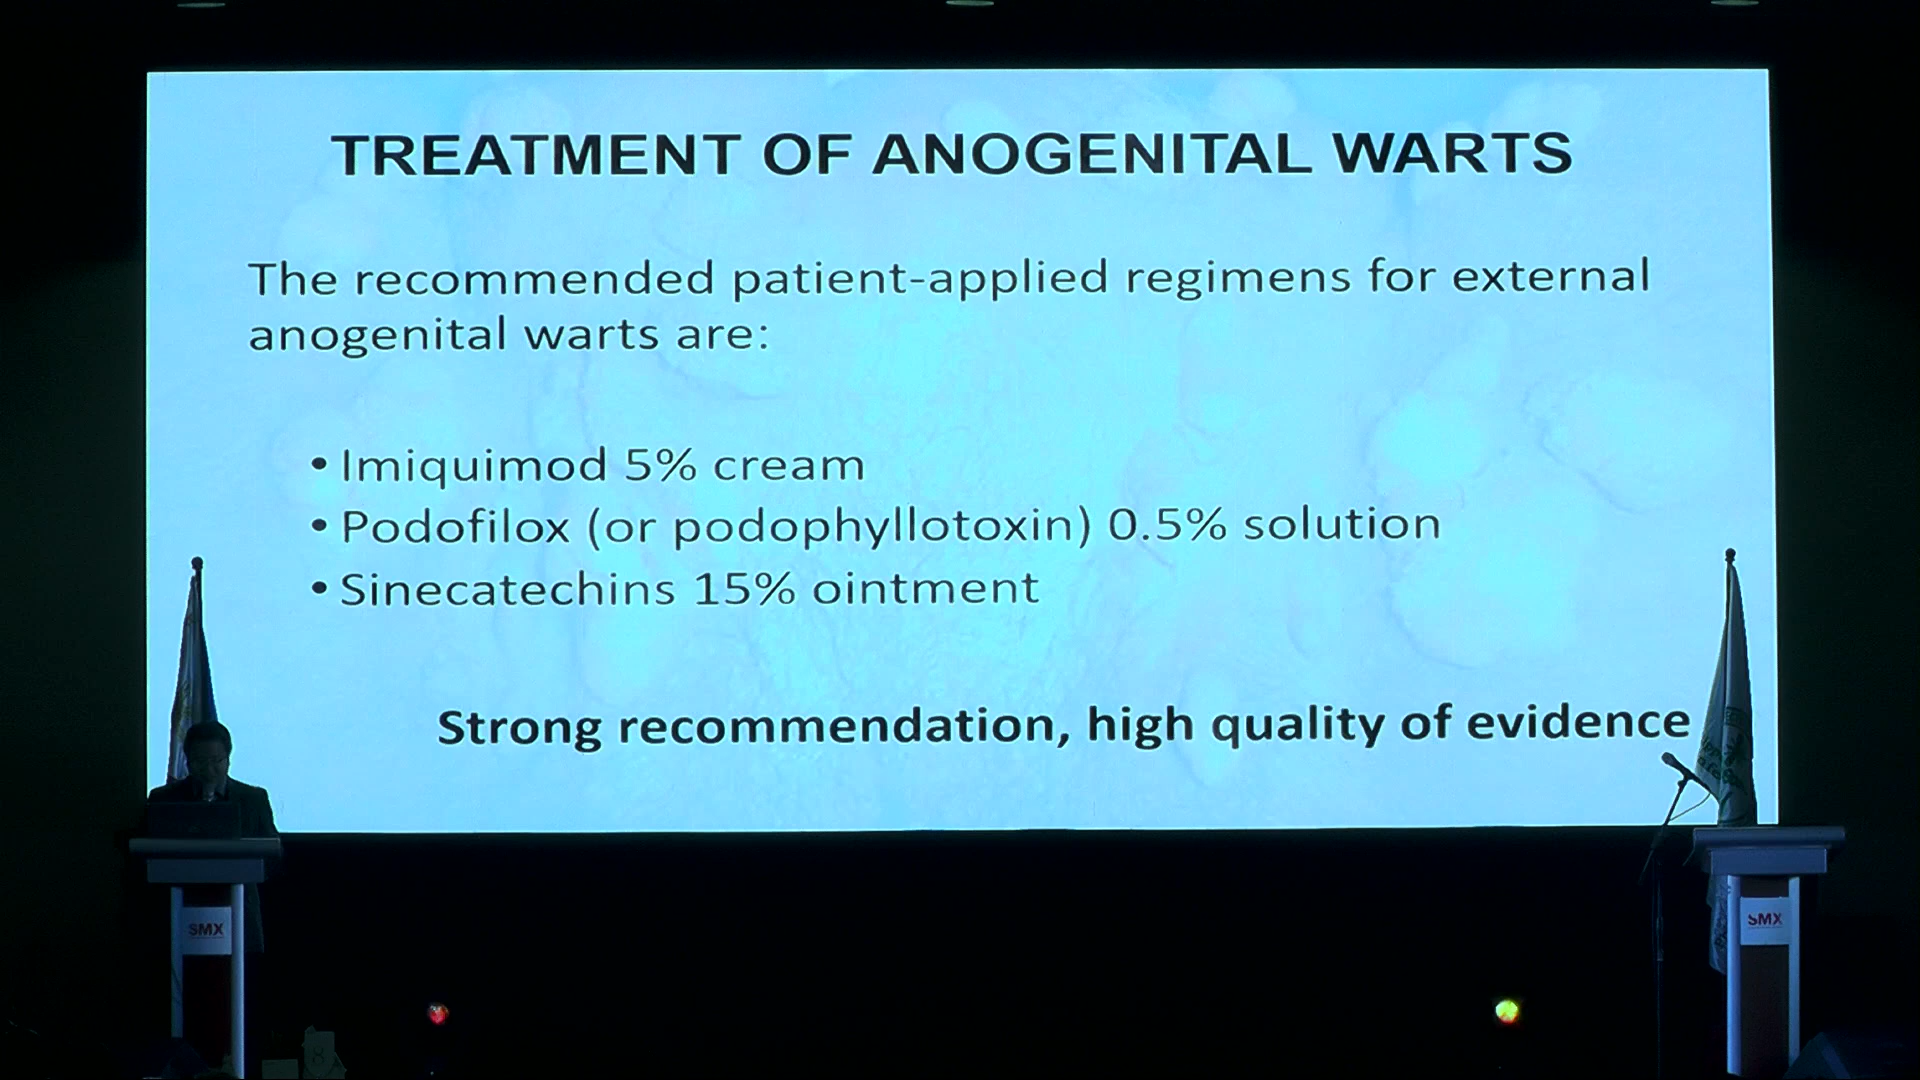 TREATMENT OF ANOGENITAL WARTS
The recommended patient-applied regimens for external
anogenital warts are:
• Imiquimod 5% cream
• Podofilox (or podophyllotoxin) 0.5% solution
• Sinecatechins 15% ointment
Strong recommendation, high quality of evidence
SMX
SMX